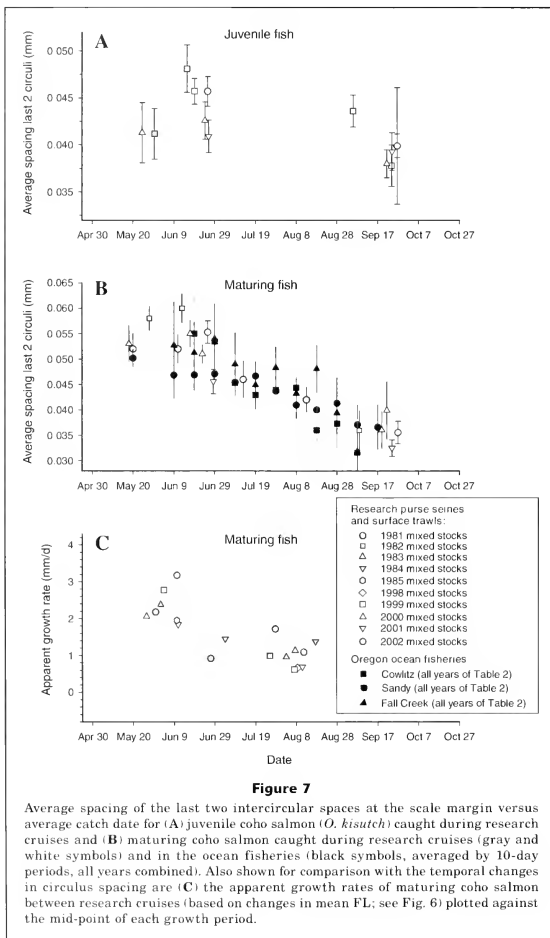 A
Juvenile fish
Average spacing last 2 circuli (mm)
0 050
0.045
0 040
0.035
Apr 30 May 20 Jun 9 Jun 29 Jul 19 Aug 8 Aug 28 Sep 17 Oct 7 Oct 27
B
Maturing fish
Average spacing last 2 circuli (mm)
0.065
0.060
0.055
0.050
0.045
0.040
0.035
0.030
Apr 30 May 20 Jun 9 Jun 29 Jul 19 Aug 8 Aug 28 Sep 17 Oct 7 Oct 27
C
Maturing fish
Apparent growth rate (mm/d)
4
3
2
1
0
Apr 30 May 20 Jun 9 Jun 29 Jul 19 Aug 8 Aug 28 Sep 17 Oct 7 Oct 27
Date
Research purse seines
and surface trawls:
1981 mixed stocks
1982 mixed stocks
1983 mixed stocks
1984 mixed stocks
1985 mixed stocks
1998 mixed stocks
1999 mixed stocks
2000 mixed stocks
2001 mixed stocks
2002 mixed stocks
Oregon ocean fisheries
Cowlitz (all years of Table 2)
Sandy (all years of Table 2)
Fall Creek (all years of Table 2)
Figure 7
Average spacing of the last two intercircular spaces at the scale margin versus
average catch date for (A) juvenile coho salmon (O. kisutch) caught during research
cruises and (B) maturing coho salmon caught during research cruises (gray and
white symbols) and in the ocean fisheries (black symbols, averaged by 10-day
periods, all years combined). Also shown for comparison with the temporal changes
in circulus spacing are (C) the apparent growth rates of maturing coho salmon
between research cruises (based on changes in mean FL; see Fig. 6) plotted against
the mid-point of each growth period.